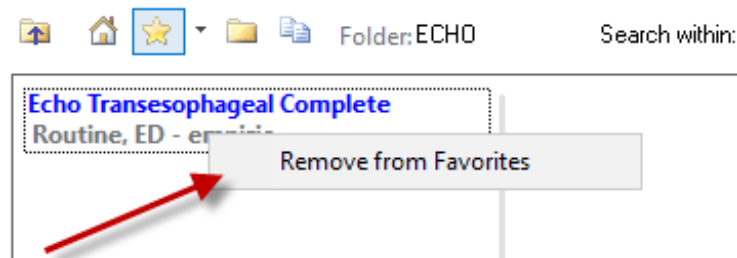 Folder: ECHO Search within:
Echo Transesophageal Complete
Routine, ED -
Remove from Favorites